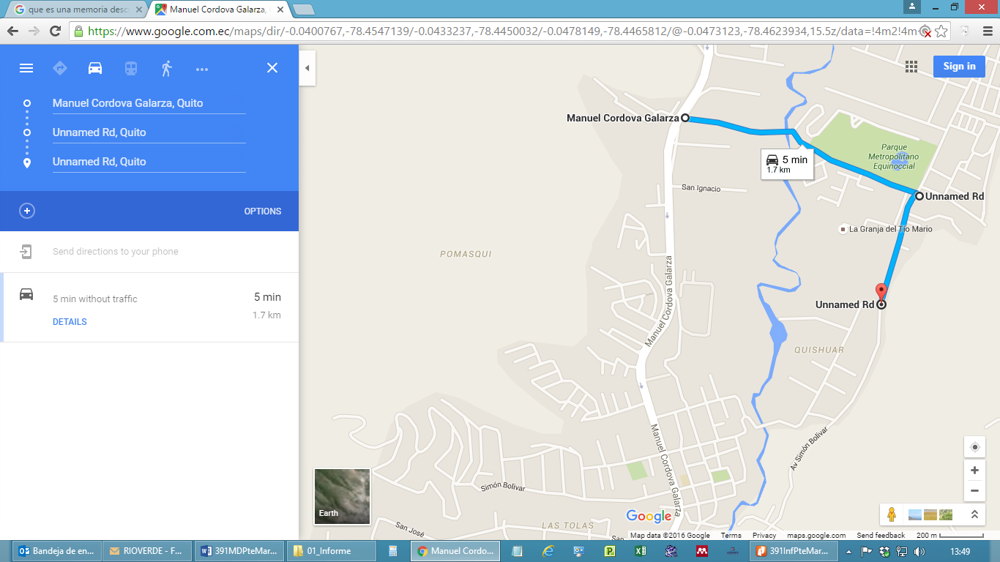 que es una memoria desc
Manuel Cordova Galarza,
https://www.google.com.ec/maps/dir/-0.0400767,-78.4547139/-0.0433237,-78.4450032/-0.0478149,-78.4465812/@-0.0473123,-78.4623934,15.5z/data=!4m2!4m
Sign in
Manuel Cordova Galarza, Quito
Unnamed Rd, Quito
Unnamed Rd, Quito
OPTIONS
Send directions to your phone
5 min without traffic
5 min
1.7 km
DETAILS
Manuel Cordova Galarza
Parque
Metropolitano
Equinoccial
5 min
1.7 km
San Ignacio
Unnamed Rd
La Granja del Tío Mario
POMASQUI
Manuel Cordova Galarza
Unnamed Rd
Manuel Cordova Galarza
QUISHUAR
Av Simón Bolivar
Manuel Cordova Galarza
Simón Bolivar
Earth
San José
LAS TOLAS
Google
Map data ©2016 Google
Terms
Privacy
maps.google.com
Send feedback
200 m
Bandeja de en...
RIOVERDE - F...
391MDPteMar...
01_Informe
Manuel Cordo...
391InfPteMar...
13:49